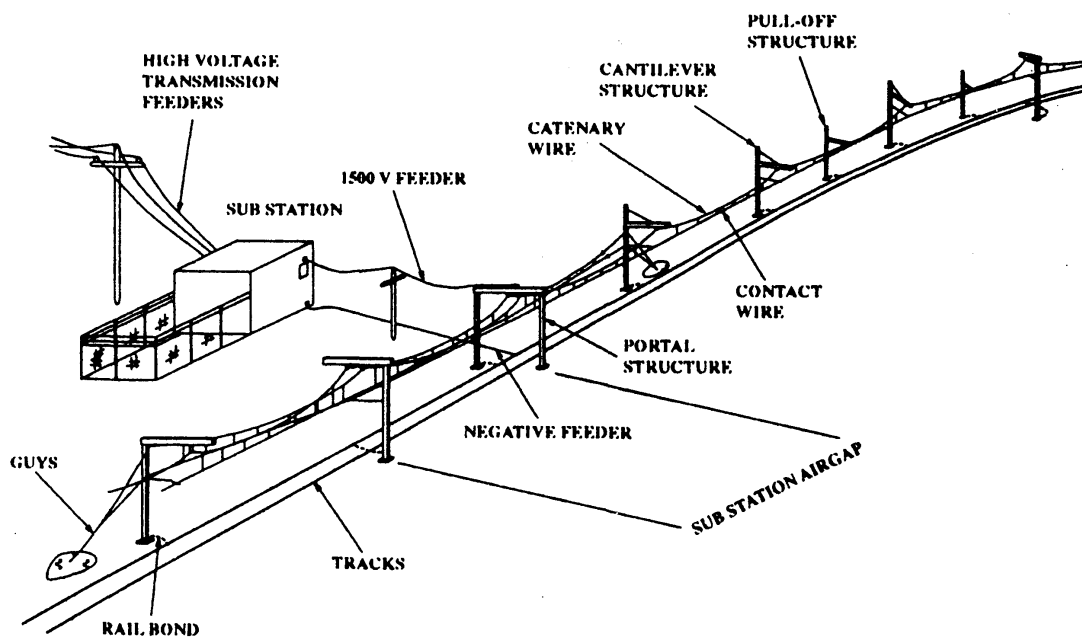 PULL-OFF
STRUCTURE
HIGH VOLTAGE
TRANSMISSION
FEEDERS
CANTILEVER
STRUCTURE
CATENARY
WIRE
1500 V FEEDER
SUB STATION
CONTACT
WIRE
PORTAL
STRUCTURE
NEGATIVE FEEDER
GUYS
SUB STATION AIRGAP
TRACKS
RAIL BOND